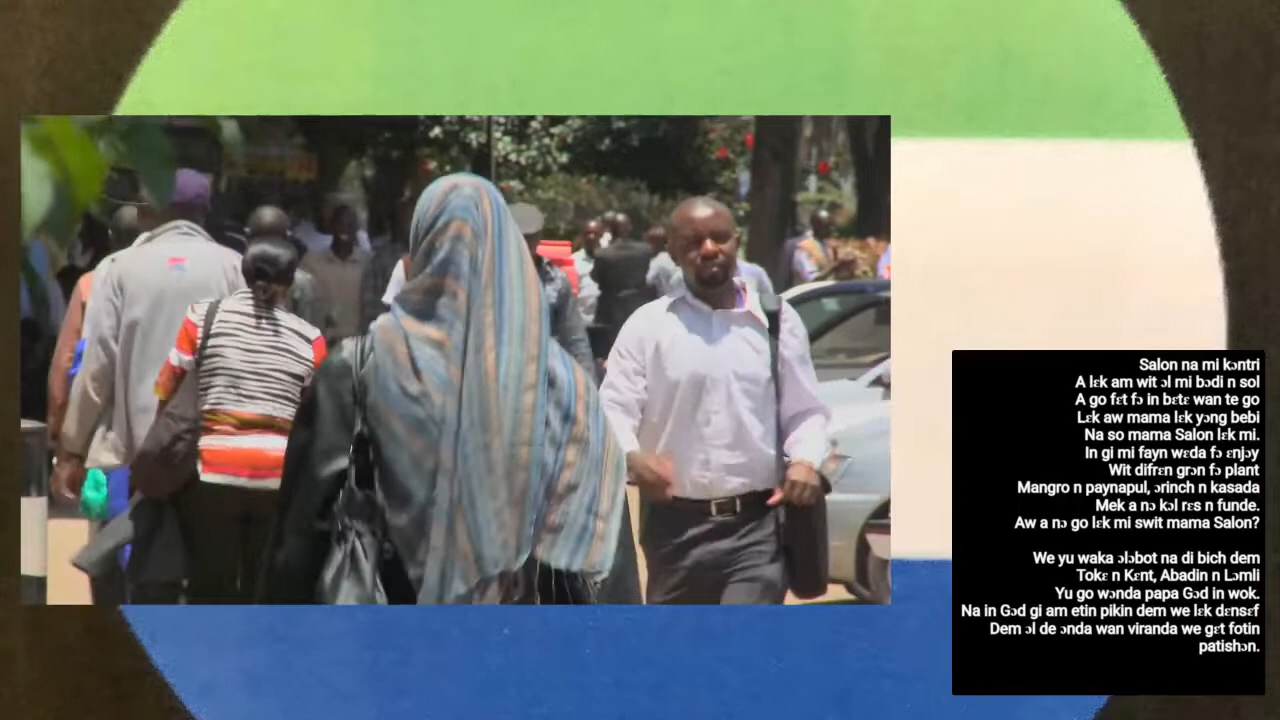 Salon na mi kɔntri
A lɛk am wit ɔl mi bɔdi n sol
A go fɛt fɔ in bɛtɛ wan te go
Lɛk aw mama lɛk yɔng bebi
Na so mama Salon lɛk mi.
In gi mi fayn wɛda fɔ ɛnjɔy
Wit difrɛn grɔn fɔ plant
Mangro n paynapul, ɔrinch n kasada
Mek a nɔ kɔl rɛs n funde.
Aw a nɔ go lɛk mi swit mama Salon?
We yu waka ɔlɔbot na di bich dem
Tokɛ n Kɛnt, Abadin n Lɔmli
Yu go wɔnda papa Gɔd in wok.
Na in Gɔd gi am etin pikin dem we lɛk dɛnsɛf
Dem ɔl de ɔnda wan viranda we gɛt fotin
patishɔn.